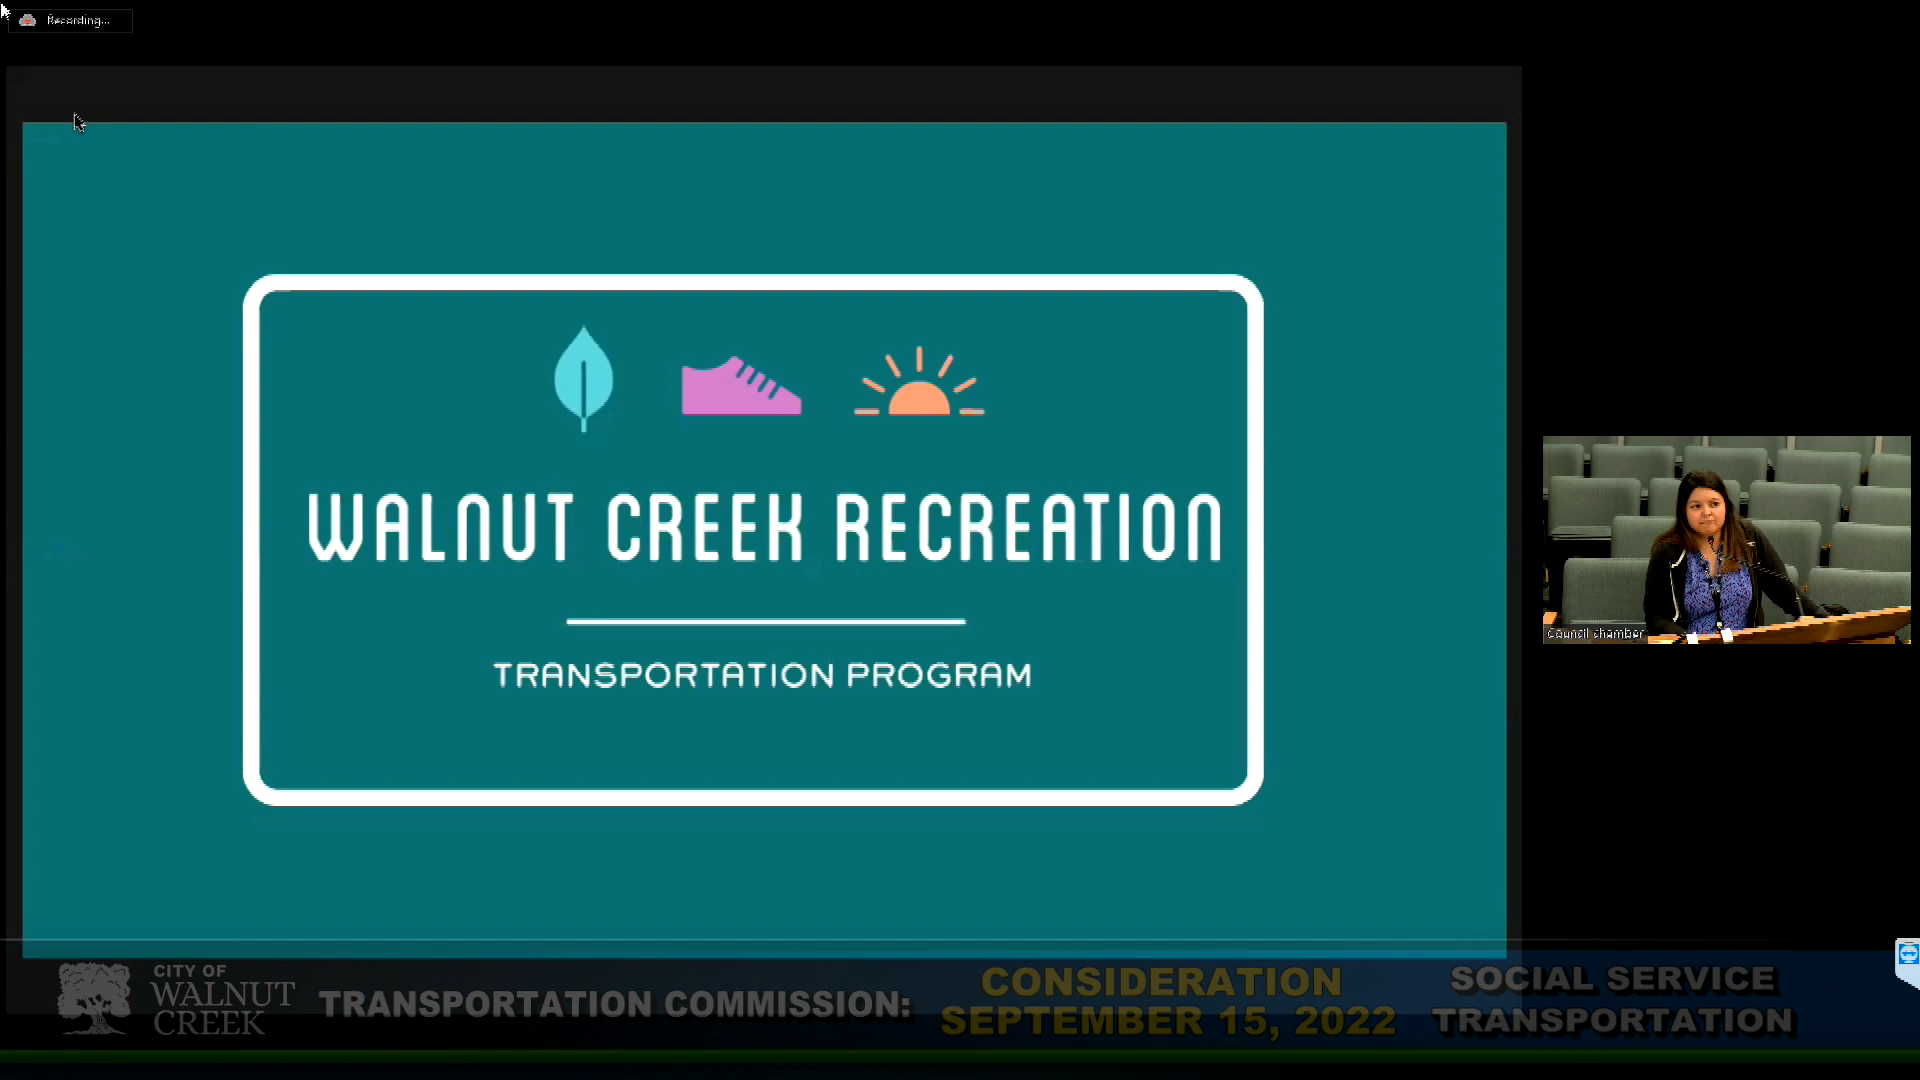 Recording...
WALNUT CREEK RECREATION
TRANSPORTATION PROGRAM
Council chamber
CITY OF
WALNUT
CREEK
TRANSPORTATION COMMISSION:
CONSIDERATION
SEPTEMBER 15, 2022
SOCIAL SERVICE
TRANSPORTATION